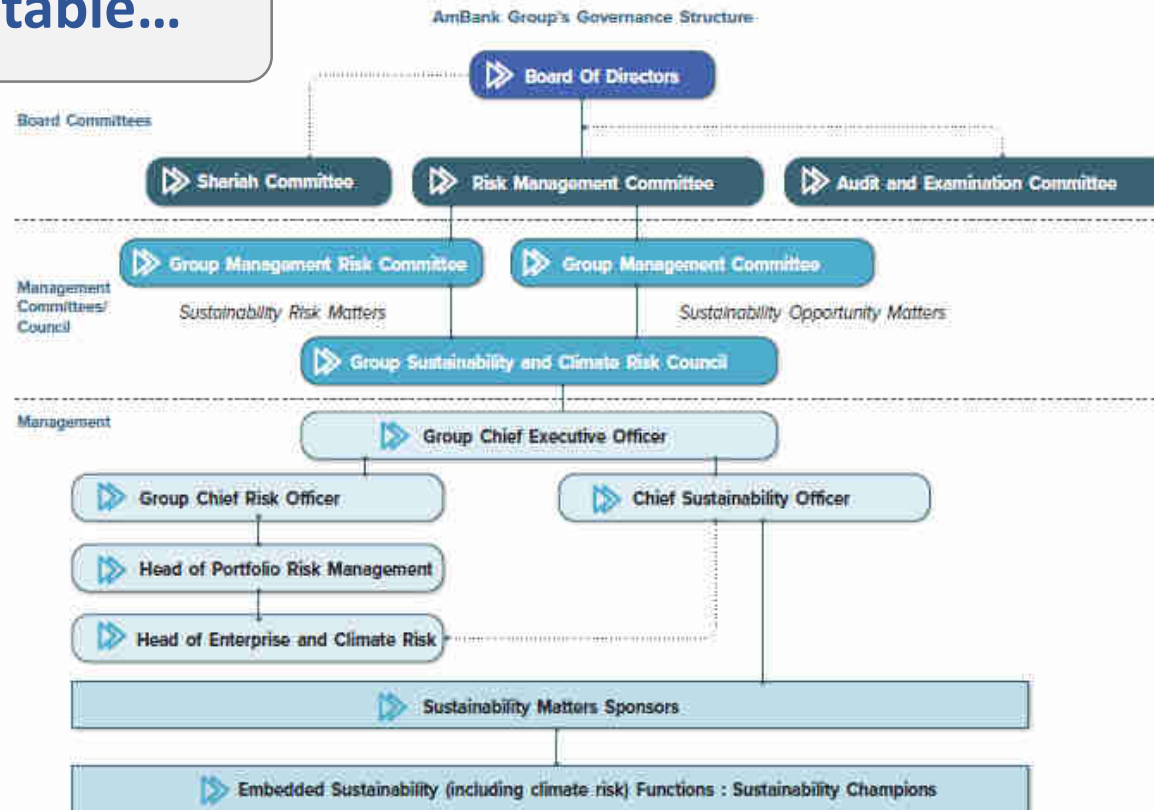 table...
AmBank Group's Governance Structure
Board Of Directors
Board Committees
Shariah Committee
Risk Management Committee
Audit and Examination Committee
Group Management Risk Committee
Group Management Committee
Management
Committees/
Council
Sustainability Risk Matters
Sustainability Opportunity Matters
Group Sustainability and Climate Risk Council
Management
Group Chief Executive Officer
Group Chief Risk Officer
Chief Sustainability Officer
Head of Portfolio Risk Management
Head of Enterprise and Climate Risk
Sustainability Matters Sponsors
Embedded Sustainability (including climate risk) Functions : Sustainability Champions